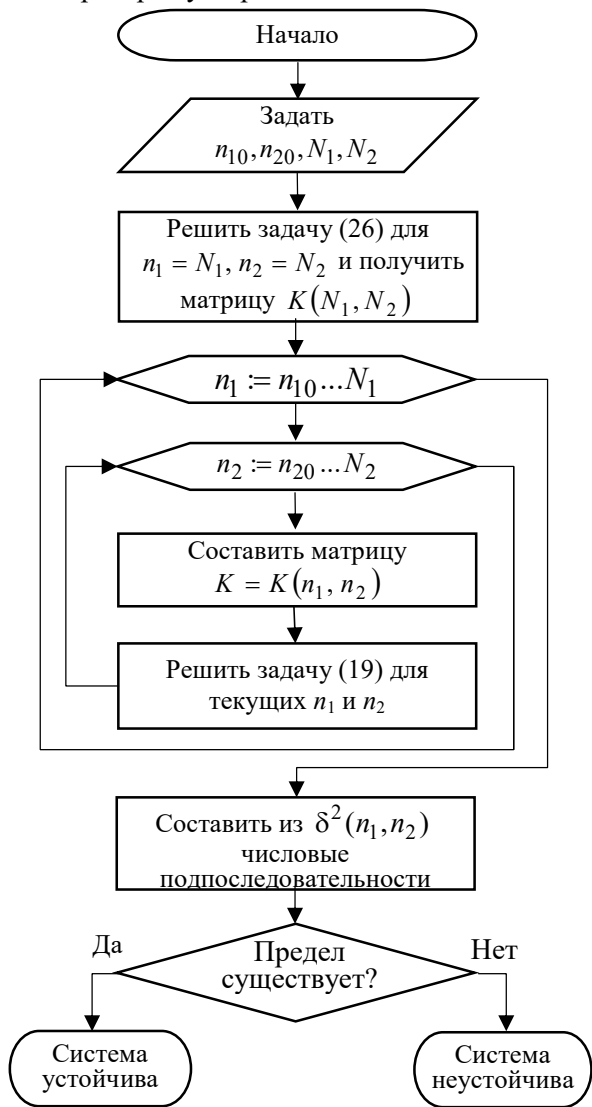 Начало
Задать
n₁₀, n₂₀, N₁, N₂
Решить задачу (26) для
n₁ = N₁, n₂ = N₂ и получить
матрицу K(N₁, N₂)
n₁ := n₁₀...N₁
n₂ := n₂₀...N₂
Составить матрицу
K = K(n₁, n₂)
Решить задачу (19) для
текущих n₁ и n₂
Составить из δ²(n₁, n₂)
числовые
подпоследовательности
Да
Предел
существует?
Нет
Система
устойчива
Система
неустойчива